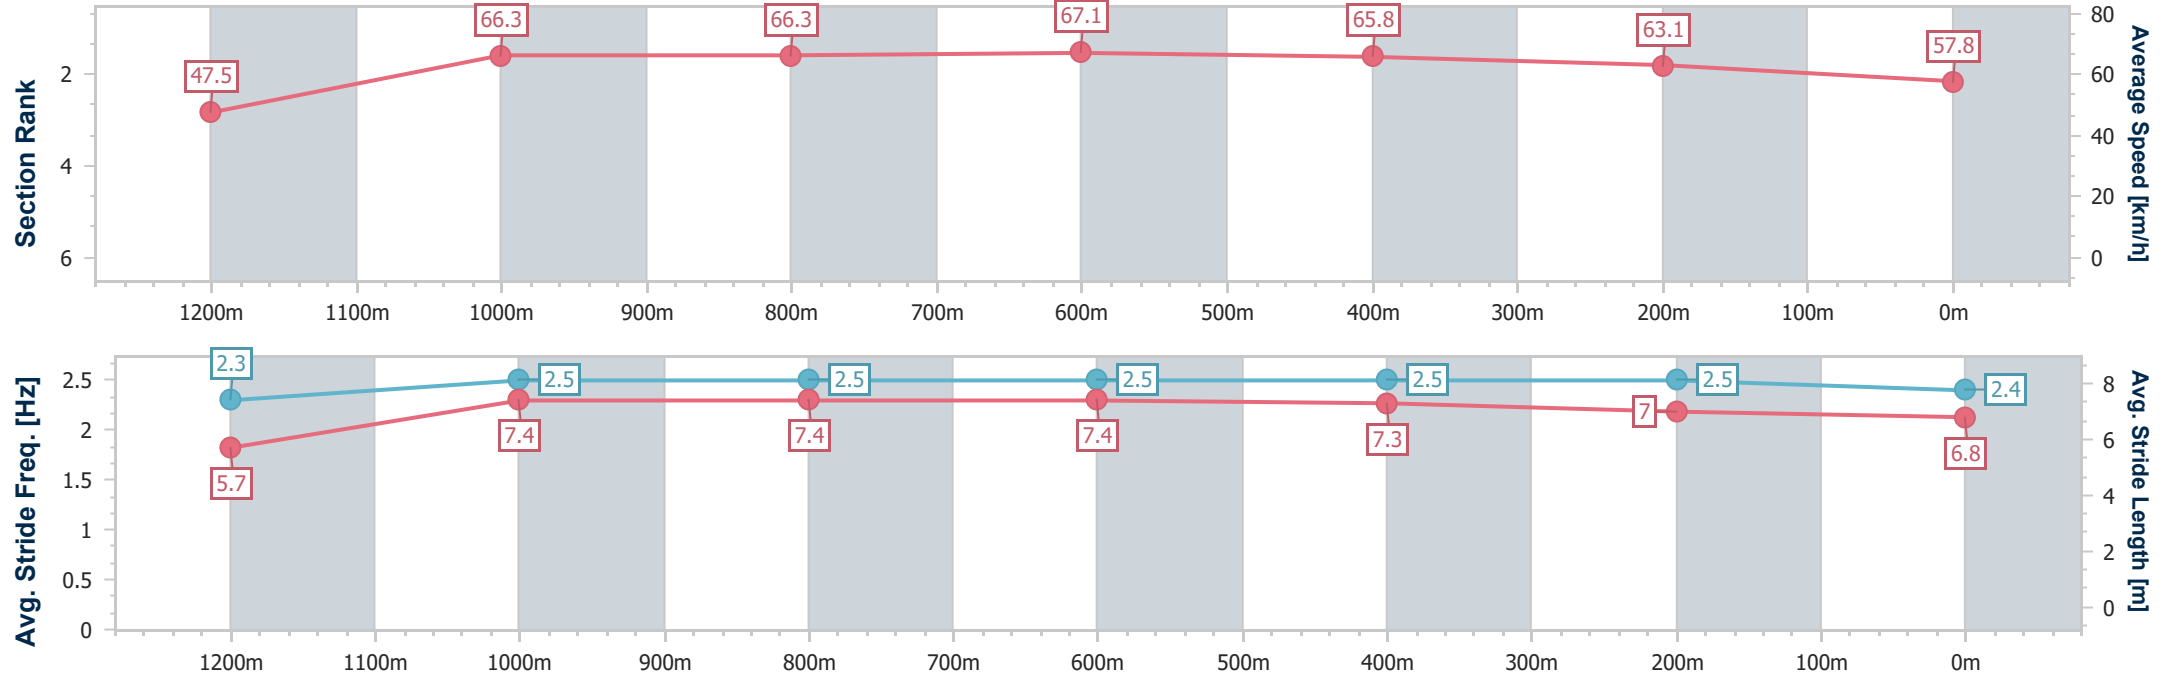 47.5 66.3 66.3 67.1 65.8 63.1 57.8
Section Rank
2
4
6
80
60
40
20
0
Average Speed [km/h]
1200m 1100m 1000m 900m 800m 700m 600m 500m 400m 300m 200m 100m 0m
2.3 2.5 2.5 2.5 2.5 2.5 2.4
5.7 7.4 7.4 7.4 7.3 7 6.8
Avg. Stride Freq. [Hz]
2.5
2
1.5
1
0.5
0
8
6
4
2
0
Avg. Stride Length [m]
1200m 1100m 1000m 900m 800m 700m 600m 500m 400m 300m 200m 100m 0m